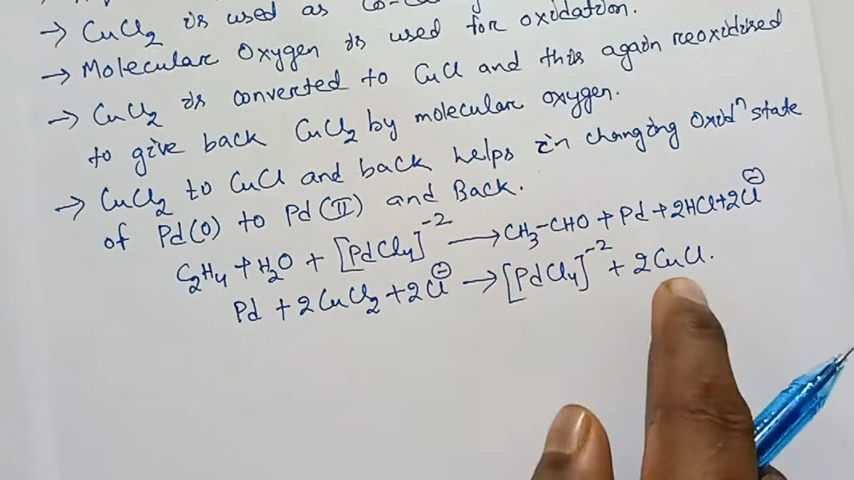 → CuCl2 is used as Co-
→ Molecular Oxygen is used for oxidation.
→ CuCl2 is converted to CuCl and this again reoxidised
to give back CuCl2 by molecular oxygen.
→ CuCl2 to CuCl and back helps in changing Oxidn state
of Pd(0) to Pd(II) and Back.
C2H4 + H2O + [PdCl4]-2 → CH3-CHO + Pd + 2HCl + 2Cl⊖
Pd + 2CuCl2 + 2Cl⊖ → [PdCl4]-2 + 2CuCl.